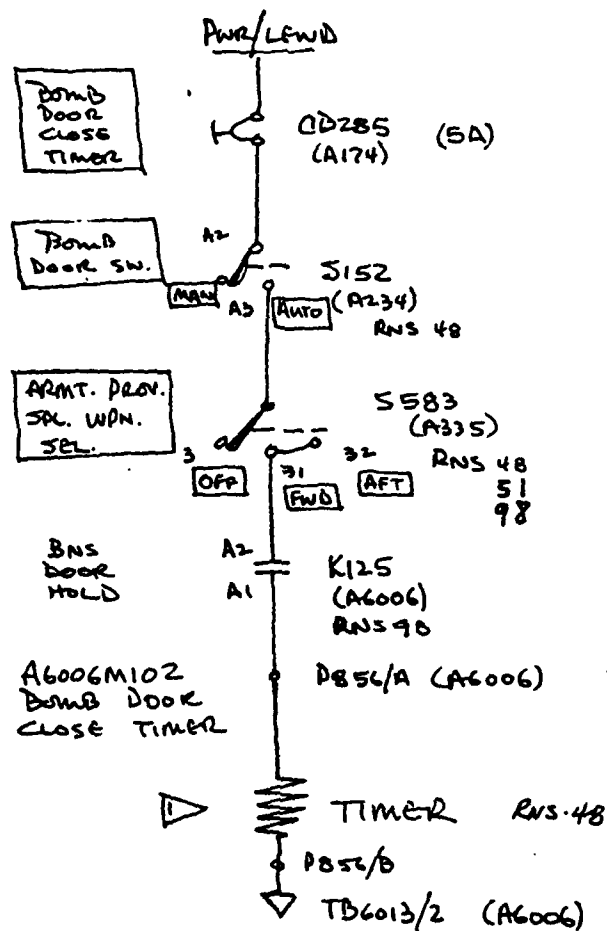 PWR/LEWD
BOMB
DOOR
CLOSE
TIMER
CB285 (5A)
(A174)
BOMB
DOOR SW.
A2
MAN
A3
AUTO
S152
(A234)
RNS 48
ARMT. PROV.
SPL. WPN.
SEL.
3
OFF
31
FWD
32
AFT
S583
(A335)
RNS 48
51
98
BNS
DOOR
HOLD
A2
A1
K125
(A6006)
RNS 98
A6006M102
BOMB DOOR
CLOSE TIMER
P856/A (A6006)
1
TIMER RNS-48
P856/B
TB6013/2 (A6006)